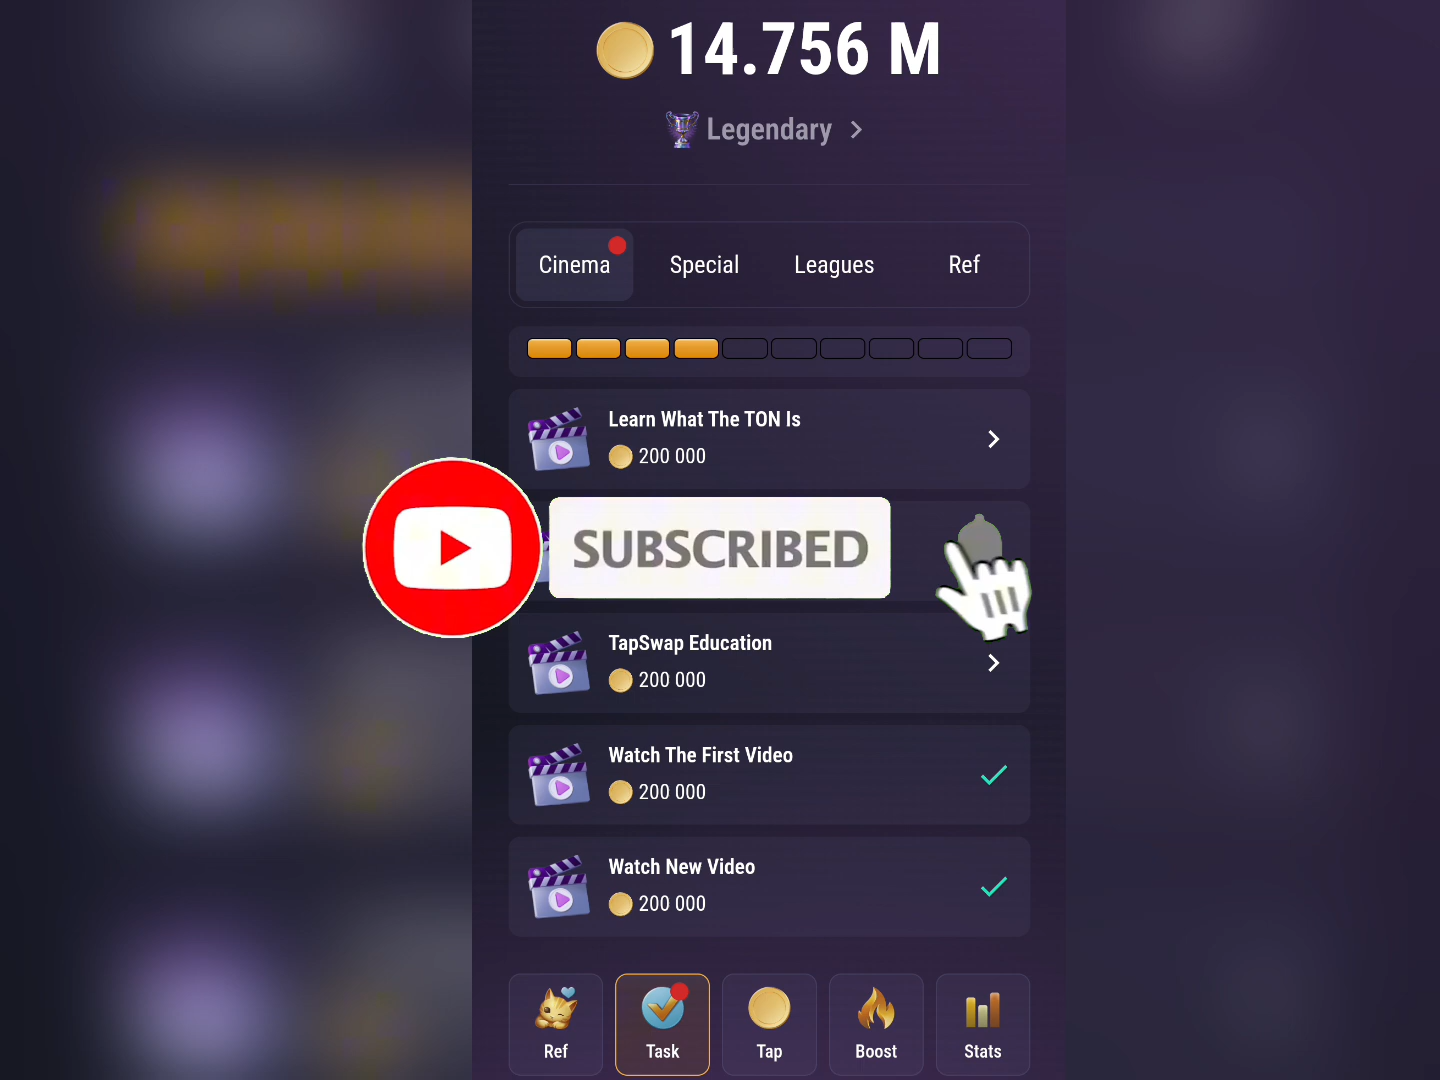 14.756 M
Legendary
Cinema Special Leagues Ref
Learn What The TON Is
200 000
SUBSCRIBED
TapSwap Education
200 000
Watch The First Video
200 000
Watch New Video
200 000
Ref Task Tap Boost Stats